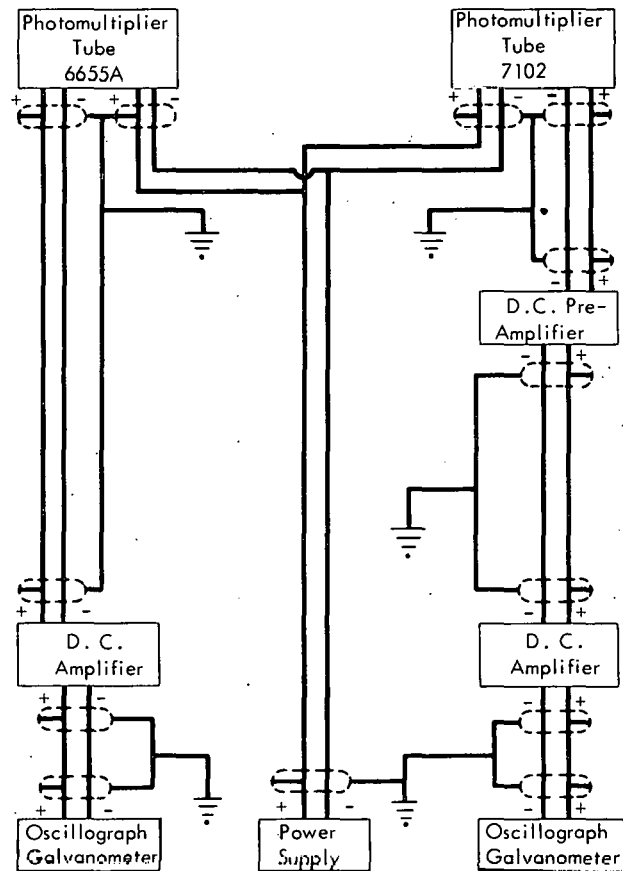 Photomultiplier
Tube
6655A
Photomultiplier
Tube
7102
+ - + -
+ - - +
- +
D.C. Pre-
Amplifier
- +
+ -
- +
D. C.
Amplifier
D. C.
Amplifier
+ -
- +
+ -
+ -
- +
Oscillograph
Galvanometer
Power
Supply
Oscillograph
Galvanometer